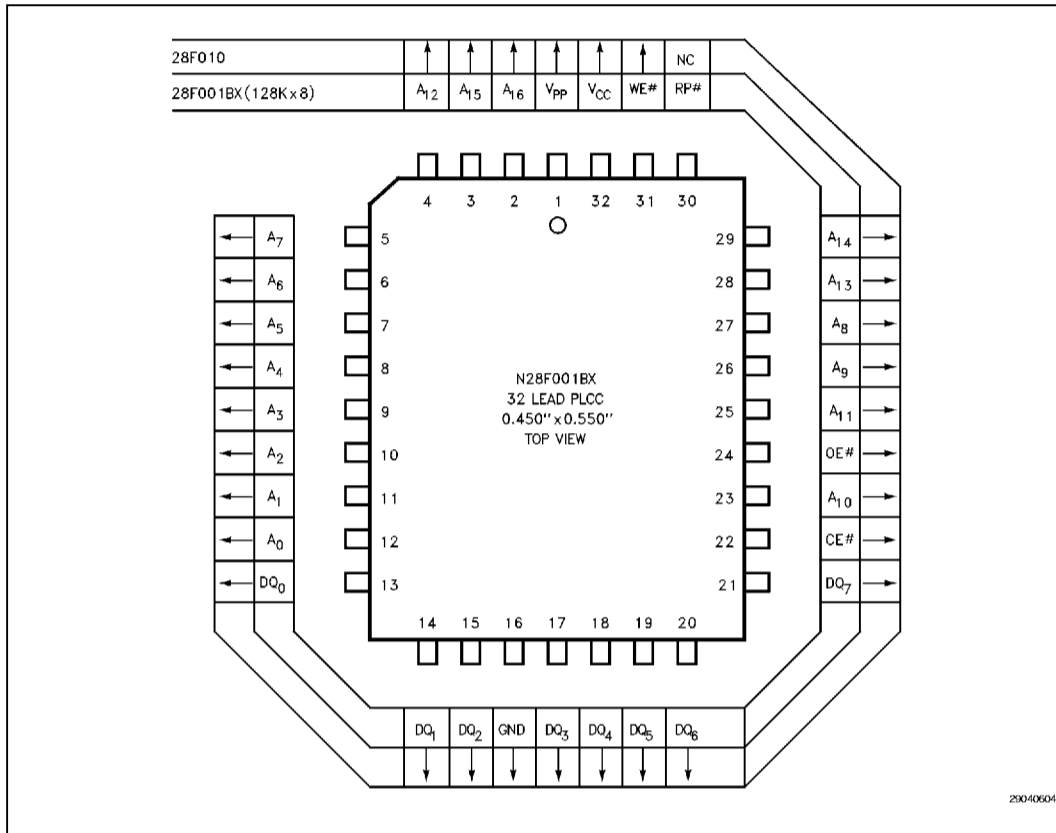 28F010 NC
28F001BX(128Kx8) A12 A15 A16 VPP VCC WE# RP#
4 3 2 1 32 31 30
A7 5 29 A14
A6 6 28 A13
A5 7 27 A8
A4 8 26 A9
A3 9 25 A11
A2 10 24 OE#
A1 11 23 A10
A0 12 22 CE#
DQ0 13 21 DQ7
N28F001BX
32 LEAD PLCC
0.450"x0.550"
TOP VIEW
14 15 16 17 18 19 20
DQ1 DQ2 GND DQ3 DQ4 DQ5 DQ6
29040604